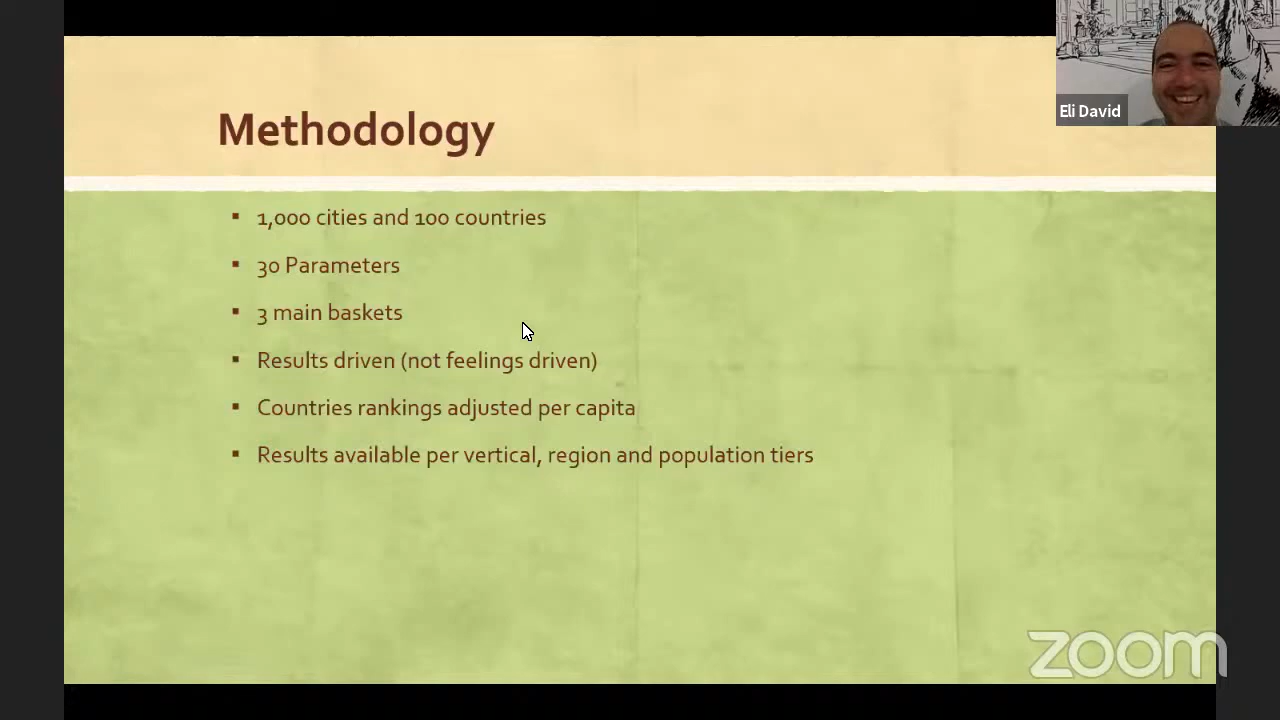 Methodology
Eli David
1,000 cities and 100 countries
30 Parameters
3 main baskets
Results driven (not feelings driven)
Countries rankings adjusted per capita
Results available per vertical, region and population tiers
zoom